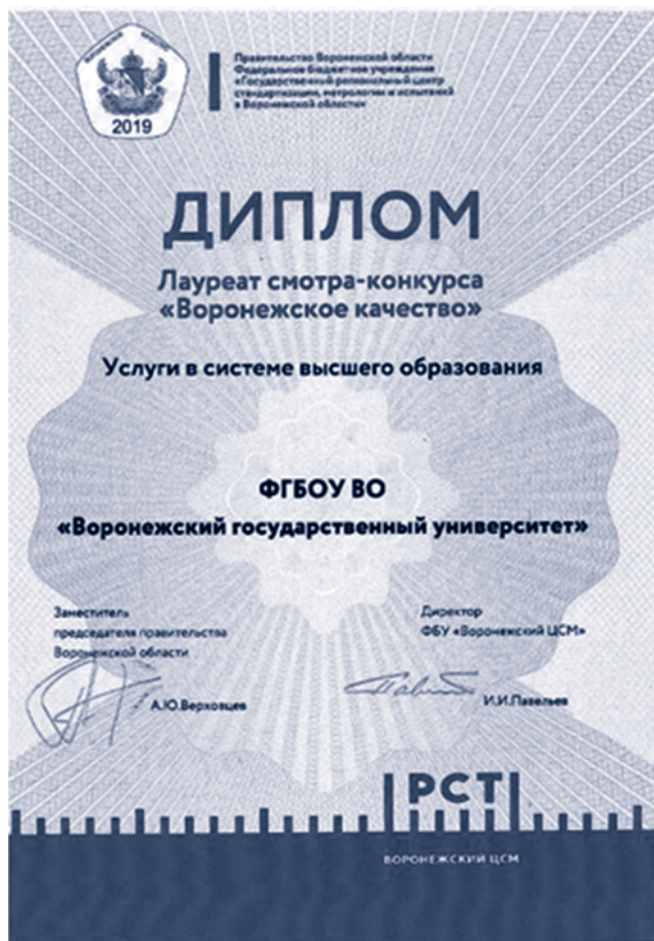 2019
Правительство Воронежской области
Федеральное бюджетное учреждение
«Государственный региональный центр
стандартизации, метрологии и испытаний
в Воронежской области»
ДИПЛОМ
Лауреат смотра-конкурса
«Воронежское качество»
Услуги в системе высшего образования
ФГБОУ ВО
«Воронежский государственный университет»
Заместитель
председателя правительства
Воронежской области
А.Ю.Верховцев
Директор
ФБУ «Воронежский ЦСМ»
И.И.Павельев
РСТ
ВОРОНЕЖСКИЙ ЦСМ